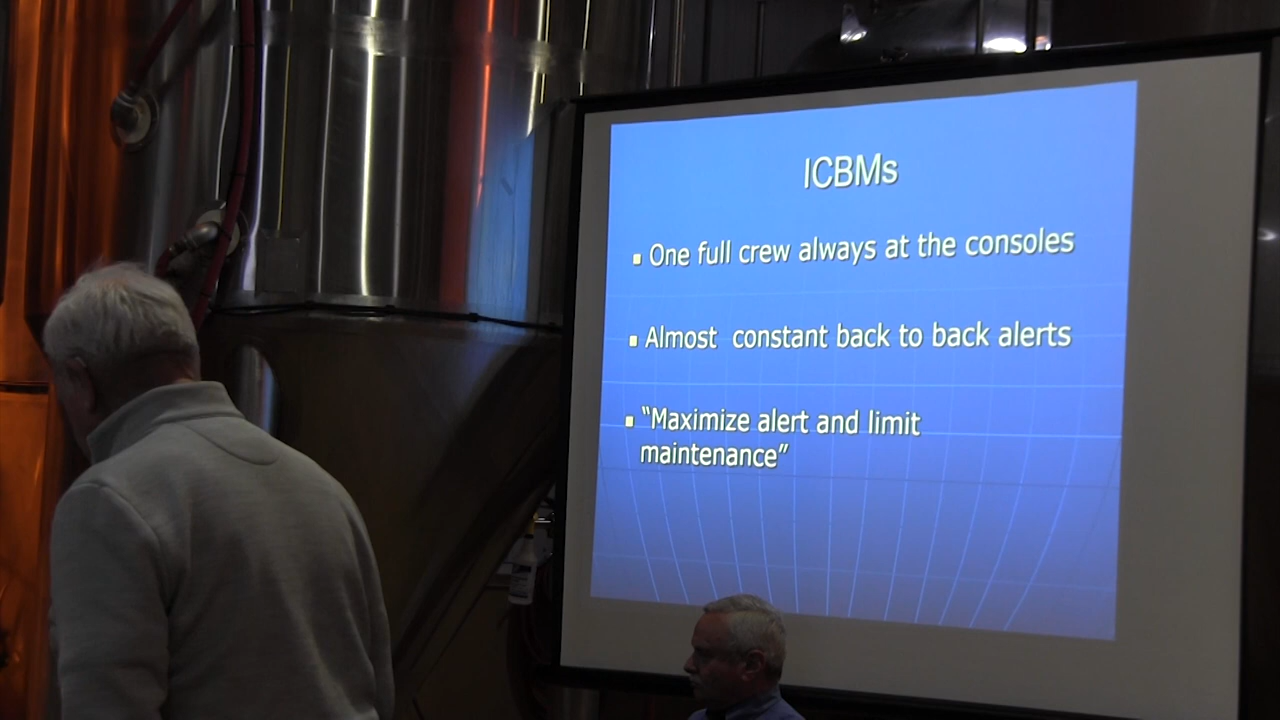 ICBMs
▪ One full crew always at the consoles
▪ Almost  constant back to back alerts
▪ “Maximize alert and limit
maintenance”